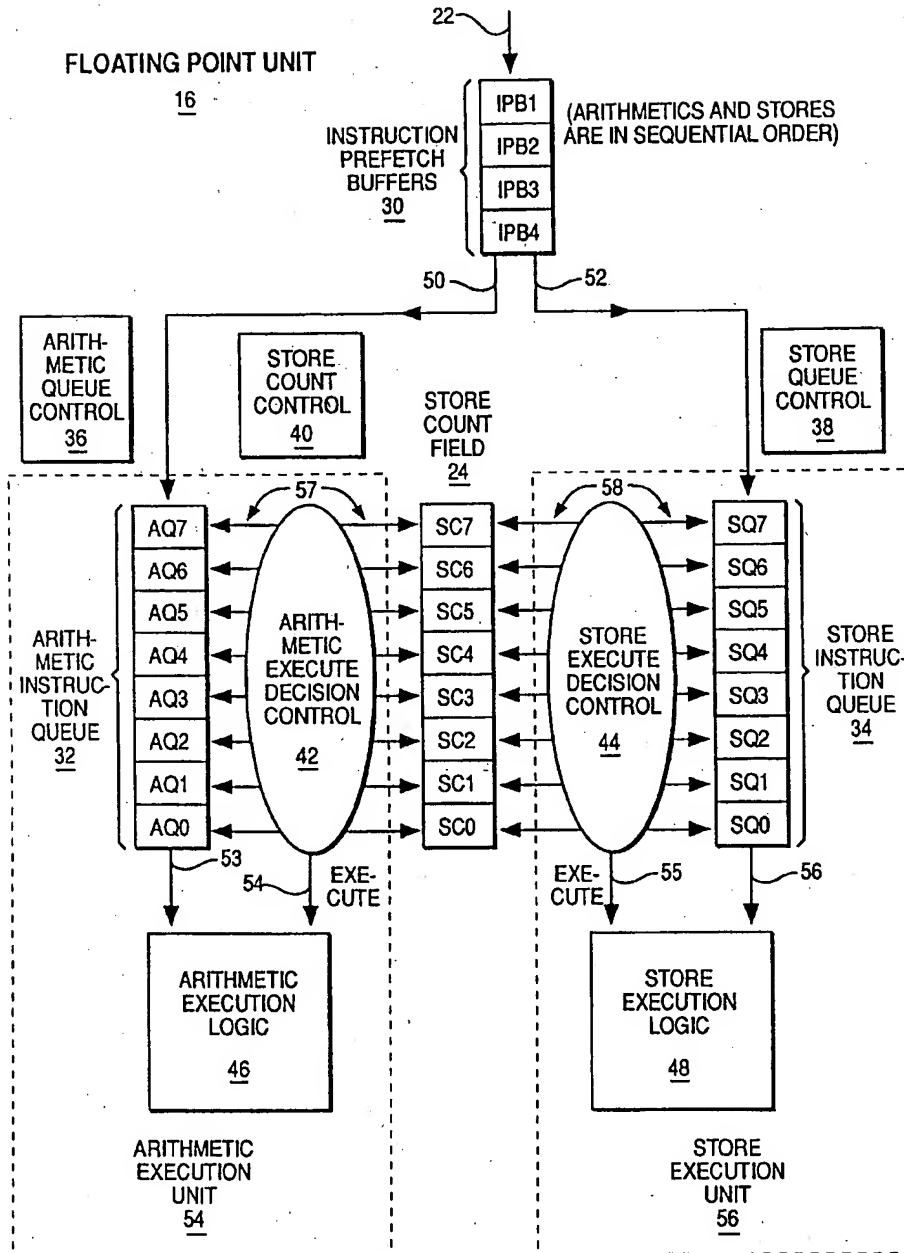 22
FLOATING POINT UNIT
16
IPB1
IPB2
IPB3
IPB4
(ARITHMETICS AND STORES
ARE IN SEQUENTIAL ORDER)
INSTRUCTION
PREFETCH
BUFFERS
30
50
52
ARITH-
METIC
QUEUE
CONTROL
36
STORE
COUNT
CONTROL
40
STORE
COUNT
FIELD
24
STORE
QUEUE
CONTROL
38
57
58
AQ7
AQ6
AQ5
AQ4
AQ3
AQ2
AQ1
AQ0
ARITH-
METIC
INSTRUC-
TION
QUEUE
32
ARITH-
METIC
EXECUTE
DECISION
CONTROL
42
SC7
SC6
SC5
SC4
SC3
SC2
SC1
SC0
STORE
EXECUTE
DECISION
CONTROL
44
SQ7
SQ6
SQ5
SQ4
SQ3
SQ2
SQ1
SQ0
STORE
INSTRUC-
TION
QUEUE
34
53
54
EXE-
CUTE
EXE-
CUTE
55
56
ARITHMETIC
EXECUTION
LOGIC
46
STORE
EXECUTION
LOGIC
48
ARITHMETIC
EXECUTION
UNIT
54
STORE
EXECUTION
UNIT
56